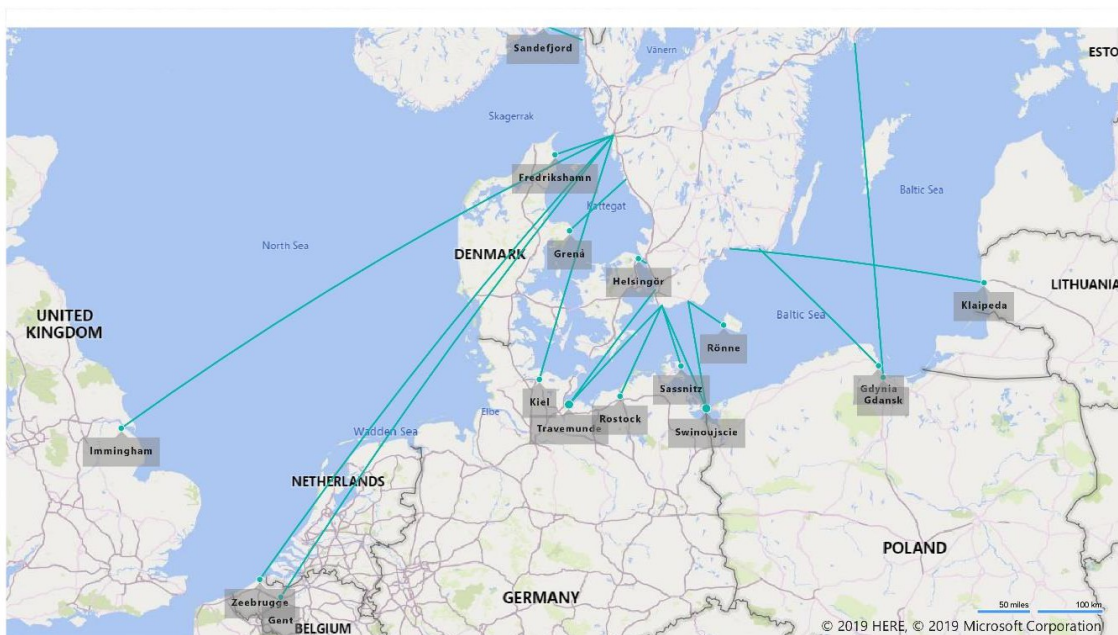 Sandefjord
Vänern
ESTO
Skagerrak
Fredrikshamn
Baltic Sea
Kattegat
North Sea
DENMARK
Grenå
Helsingör
LITHUANIA
Klaipeda
UNITED
KINGDOM
Baltic Sea
Rönne
Kiel
Sassnitz
Gdynia
Gdansk
Elbe
Travemunde
Rostock
Swinoujscie
Wadden Sea
Immingham
NETHERLANDS
POLAND
GERMANY
Zeebrugge
Gent
BELGIUM
50 miles
100 km
© 2019 HERE, © 2019 Microsoft Corporation